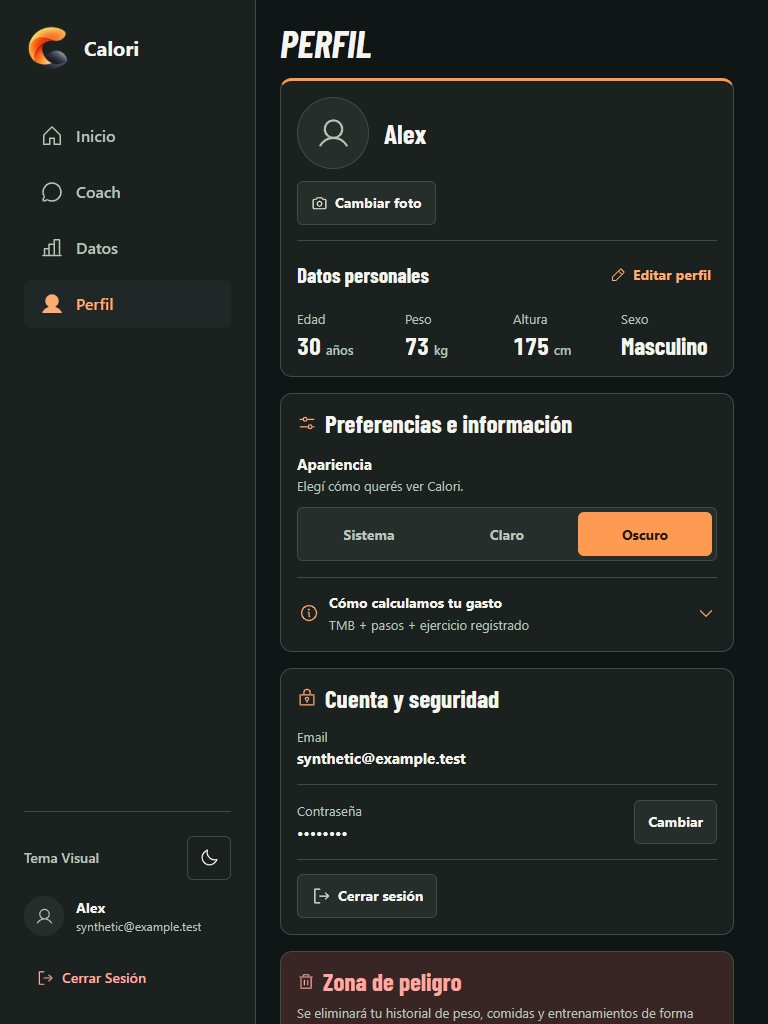 Calori
Inicio
Coach
Datos
Perfil
Tema Visual
Alex
synthetic@example.test
Cerrar Sesión
PERFIL
Alex
Cambiar foto
Datos personales
Editar perfil
Edad Peso Altura Sexo
30 años 73 kg 175 cm Masculino
Preferencias e información
Apariencia
Elegí cómo querés ver Calori.
Sistema Claro Oscuro
Cómo calculamos tu gasto
TMB + pasos + ejercicio registrado
Cuenta y seguridad
Email
synthetic@example.test
Contraseña
••••••••
Cambiar
Cerrar sesión
Zona de peligro
Se eliminará tu historial de peso, comidas y entrenamientos de forma